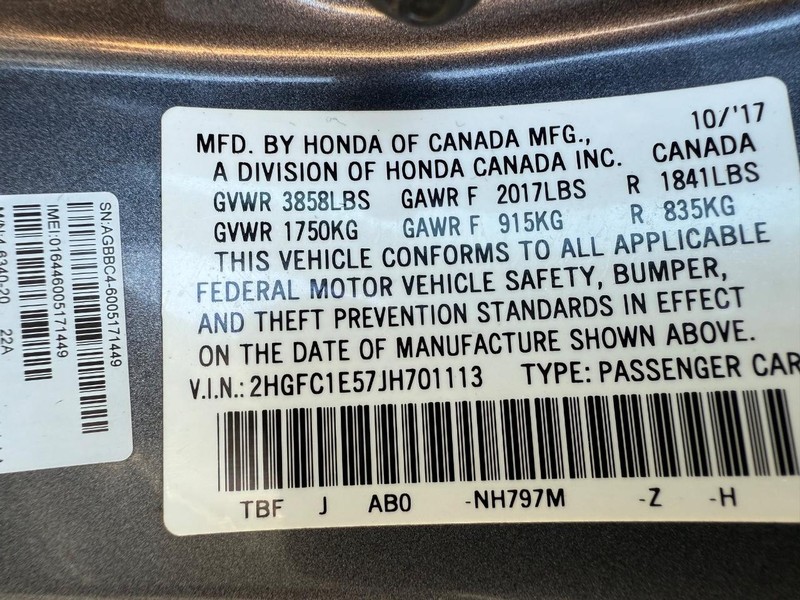 10/'17
MFD. BY HONDA OF CANADA MFG.,
A DIVISION OF HONDA CANADA INC. CANADA
GVWR 3858LBS GAWR F 2017LBS R 1841LBS
GVWR 1750KG GAWR F 915KG R 835KG
THIS VEHICLE CONFORMS TO ALL APPLICABLE
FEDERAL MOTOR VEHICLE SAFETY, BUMPER,
AND THEFT PREVENTION STANDARDS IN EFFECT
ON THE DATE OF MANUFACTURE SHOWN ABOVE.
V.I.N.: 2HGFC1E57JH701113 TYPE: PASSENGER CAR
TBF J AB0 -NH797M -Z -H
SN:AGBBC4-6005171449
IMEI:016446005171449
22A